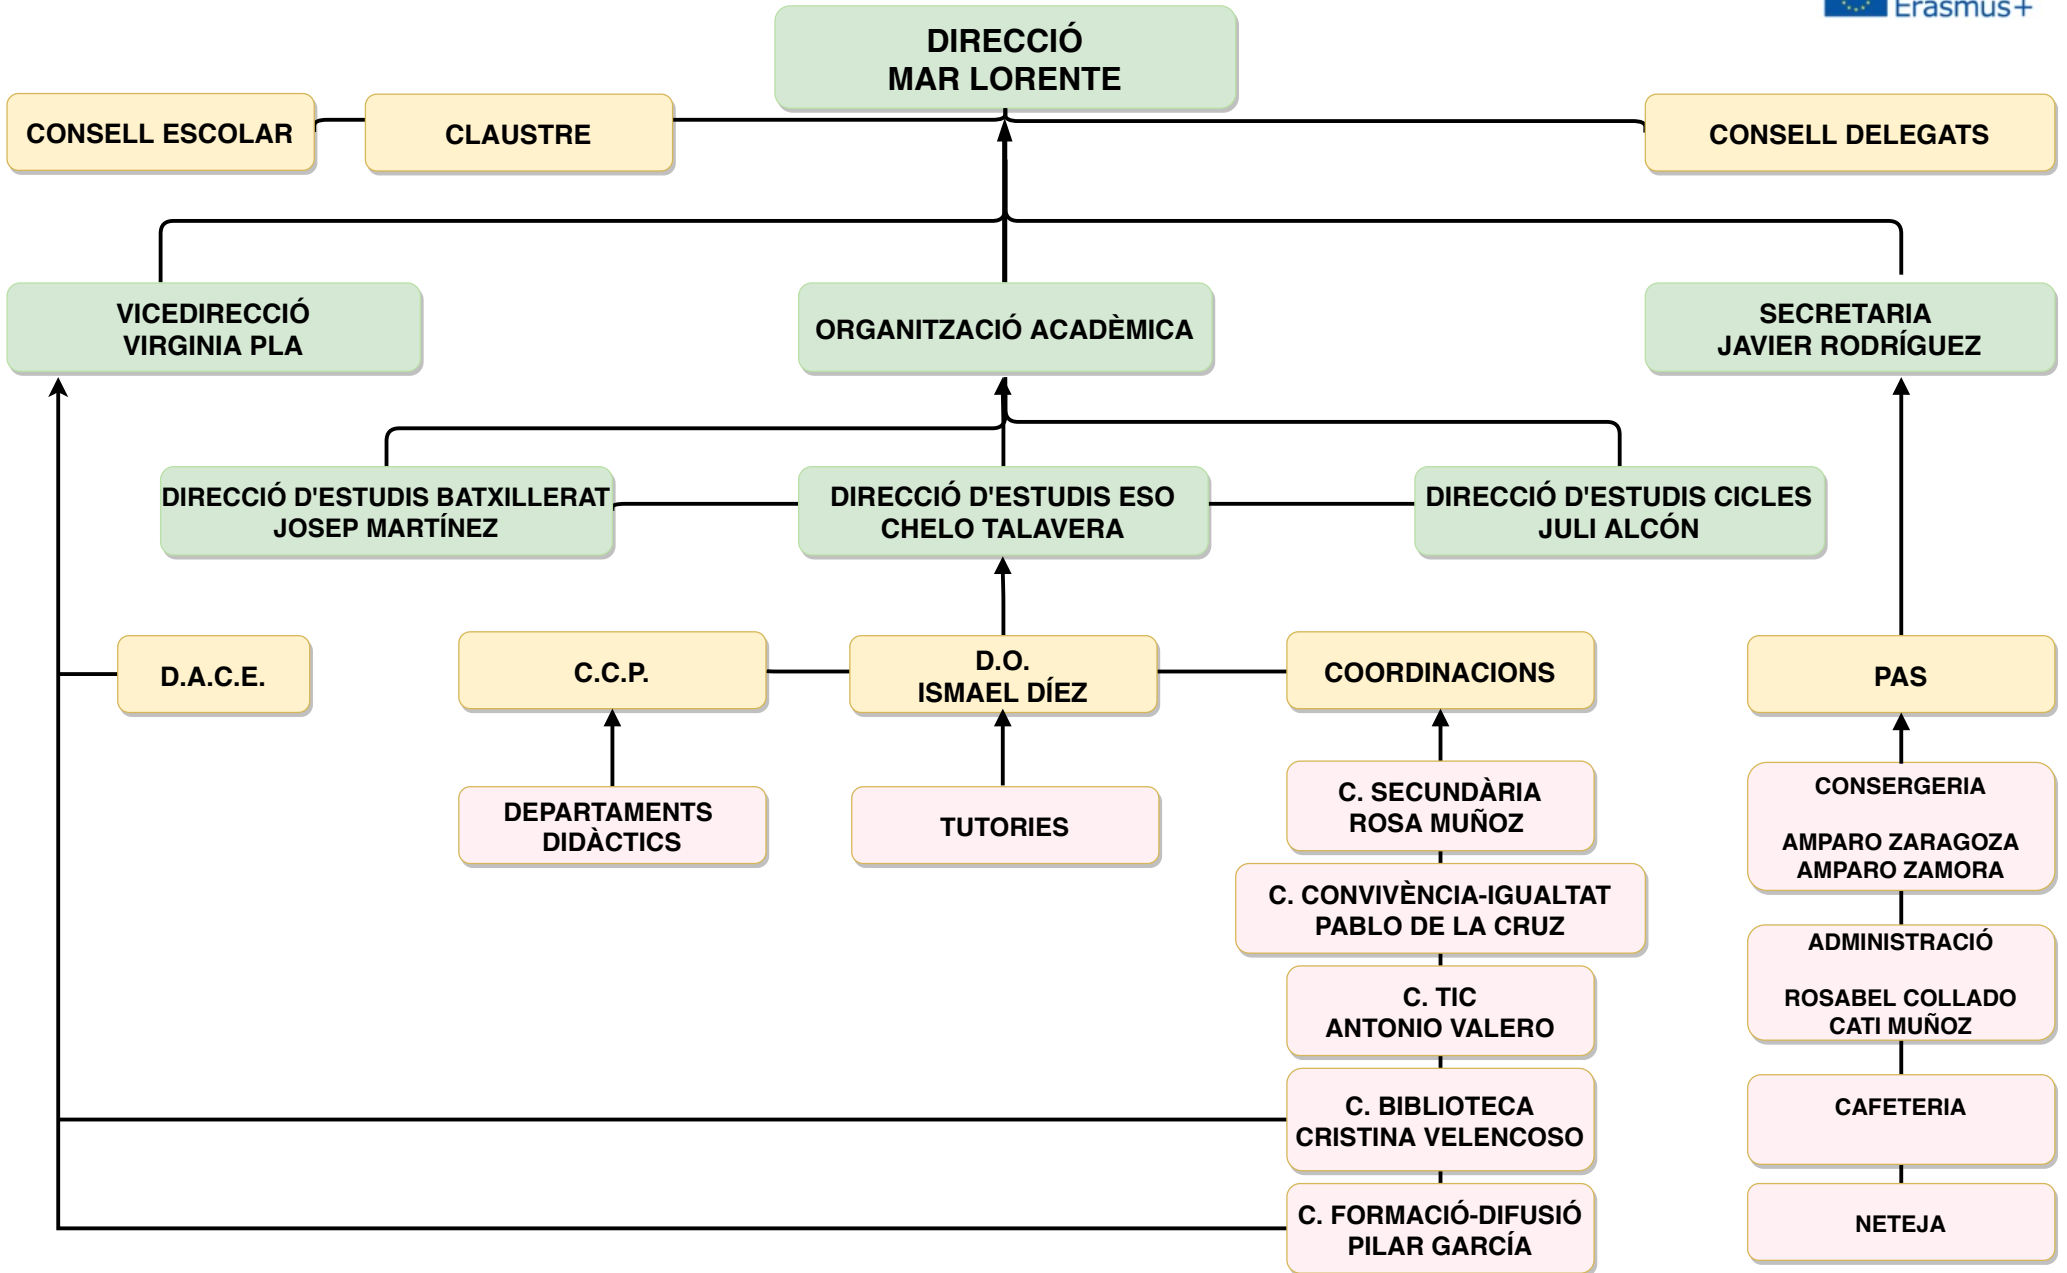 Erasmus+
DIRECCIÓ
MAR LORENTE
CONSELL ESCOLAR
CLAUSTRE
CONSELL DELEGATS
VICEDIRECCIÓ
VIRGINIA PLA
ORGANITZACIÓ ACADÈMICA
SECRETARIA
JAVIER RODRÍGUEZ
DIRECCIÓ D'ESTUDIS BATXILLERAT
JOSEP MARTÍNEZ
DIRECCIÓ D'ESTUDIS ESO
CHELO TALAVERA
DIRECCIÓ D'ESTUDIS CICLES
JULI ALCÓN
D.A.C.E.
C.C.P.
D.O.
ISMAEL DÍEZ
COORDINACIONS
PAS
DEPARTAMENTS
DIDÀCTICS
TUTORIES
C. SECUNDÀRIA
ROSA MUÑOZ
C. CONVIVÈNCIA-IGUALTAT
PABLO DE LA CRUZ
C. TIC
ANTONIO VALERO
C. BIBLIOTECA
CRISTINA VELENCOSO
C. FORMACIÓ-DIFUSIÓ
PILAR GARCÍA
CONSERGERIA
AMPARO ZARAGOZA
AMPARO ZAMORA
ADMINISTRACIÓ
ROSABEL COLLADO
CATI MUÑOZ
CAFETERIA
NETEJA